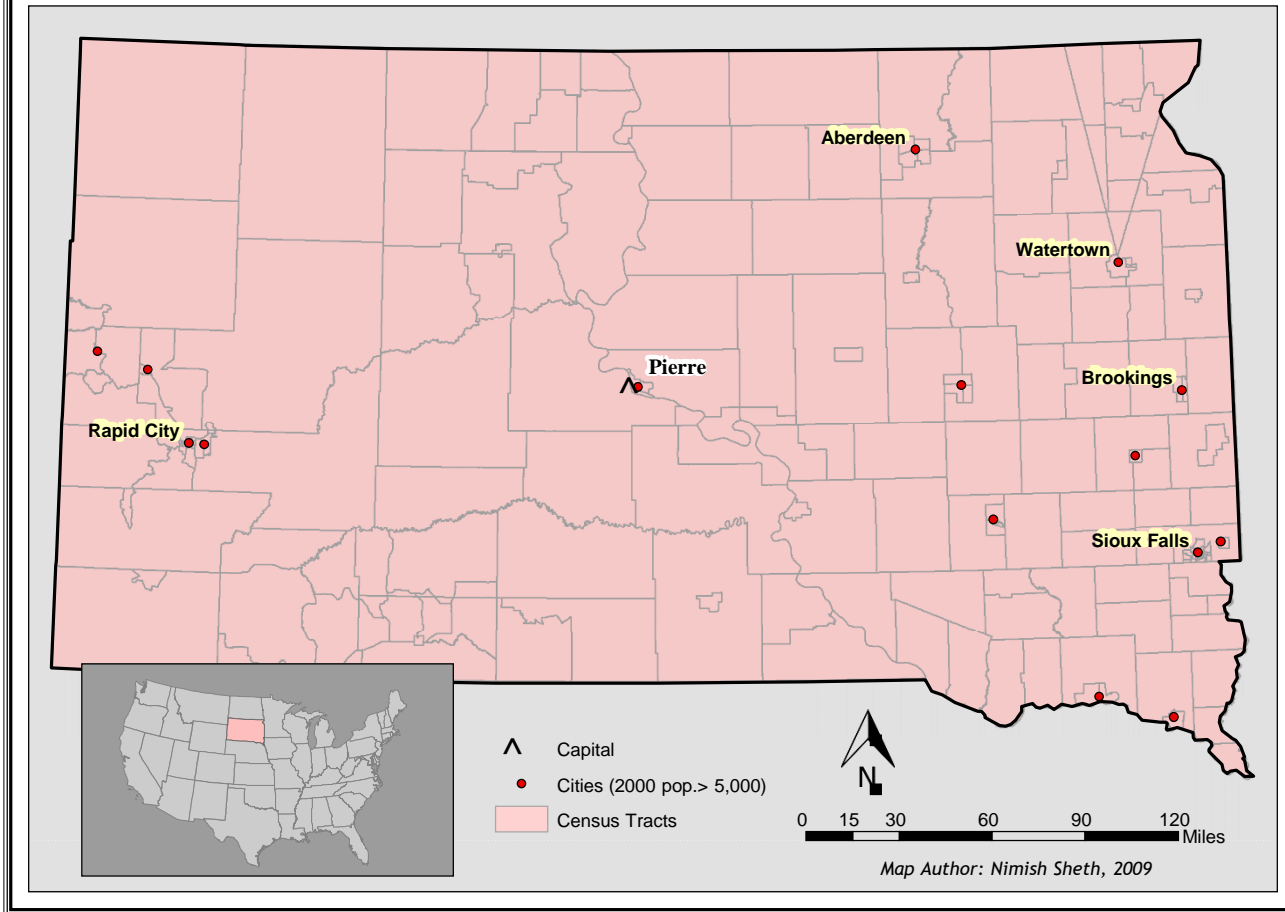 Aberdeen
Watertown
Pierre
Brookings
Rapid City
Sioux Falls
Capital
Cities (2000 pop.> 5,000)
Census Tracts
N
0 15 30 60 90 120
Miles
Map Author: Nimish Sheth, 2009